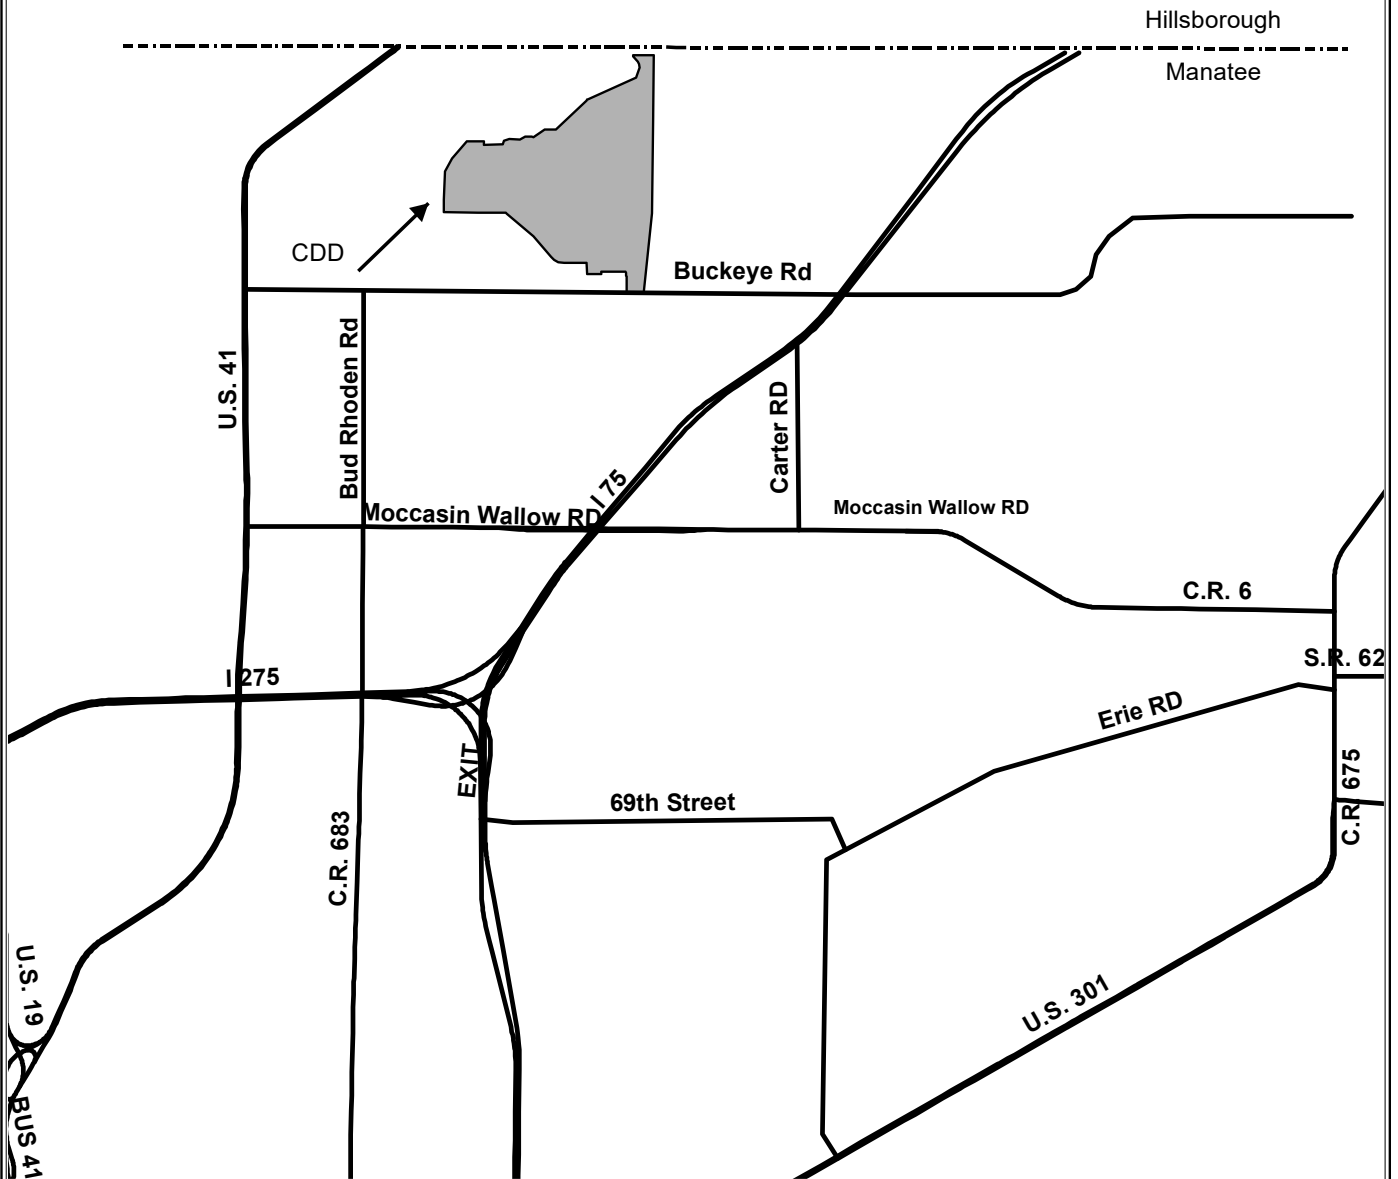 Hillsborough
Manatee
CDD
Buckeye Rd
U.S. 41
Bud Rhoden Rd
Carter RD
I 75
Moccasin Wallow RD
Moccasin Wallow RD
C.R. 6
S.R. 62
I 275
Erie RD
EXIT
69th Street
C.R. 675
C.R. 683
U.S. 19
U.S. 301
BUS 41